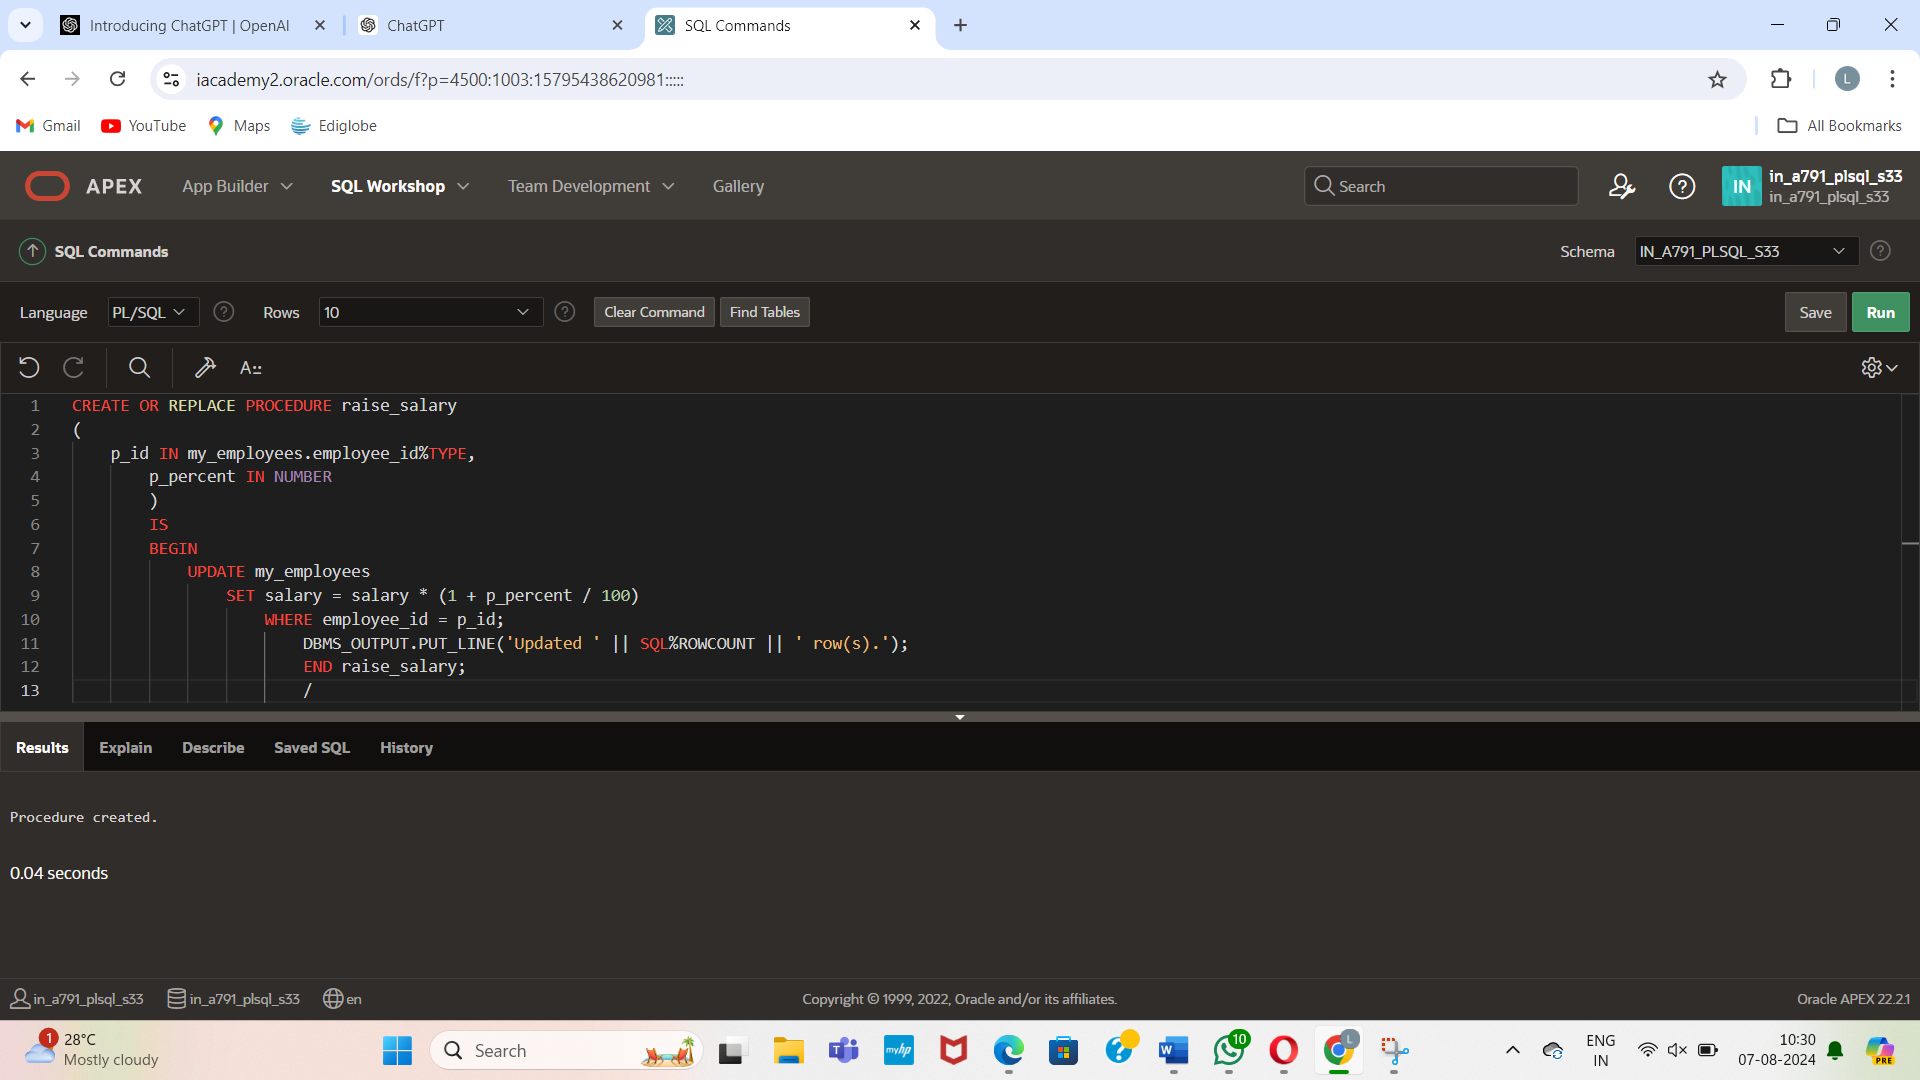 Introducing ChatGPT | OpenAI
ChatGPT
SQL Commands
iacademy2.oracle.com/ords/f?p=4500:1003:15795438620981:::::
L
Gmail
YouTube
Maps
Ediglobe
All Bookmarks
APEX
App Builder
SQL Workshop
Team Development
Gallery
Search
IN
in_a791_plsql_s33
in_a791_plsql_s33
SQL Commands
Schema
IN_A791_PLSQL_S33
Language
PL/SQL
Rows
10
Clear Command
Find Tables
Save
Run
A::
1 CREATE OR REPLACE PROCEDURE raise_salary
2 (
3 p_id IN my_employees.employee_id%TYPE,
4 p_percent IN NUMBER
5 )
6 IS
7 BEGIN
8 UPDATE my_employees
9 SET salary = salary * (1 + p_percent / 100)
10 WHERE employee_id = p_id;
11 DBMS_OUTPUT.PUT_LINE('Updated ' || SQL%ROWCOUNT || ' row(s).');
12 END raise_salary;
13 /
Results
Explain
Describe
Saved SQL
History
Procedure created.
0.04 seconds
in_a791_plsql_s33
in_a791_plsql_s33
en
Copyright © 1999, 2022, Oracle and/or its affiliates.
Oracle APEX 22.2.1
1
28°C
Mostly cloudy
Search
T
myhp
W
10
L
ENG
IN
10:30
07-08-2024
PRE